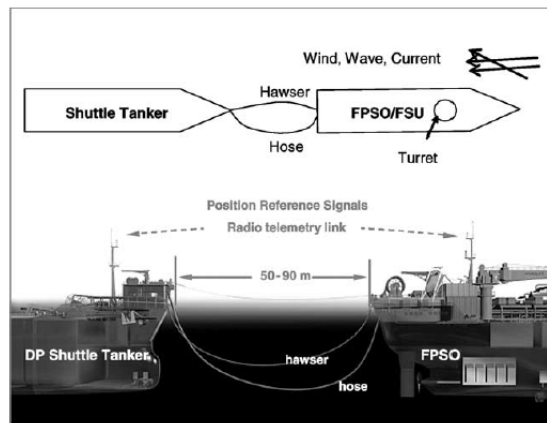 Wind, Wave, Current
Hawser
Shuttle Tanker
FPSO/FSU
Hose
Turret
Position Reference Signals
Radio telemetry link
50-90 m
DP Shuttle Tanker
FPSO
hawser
hose